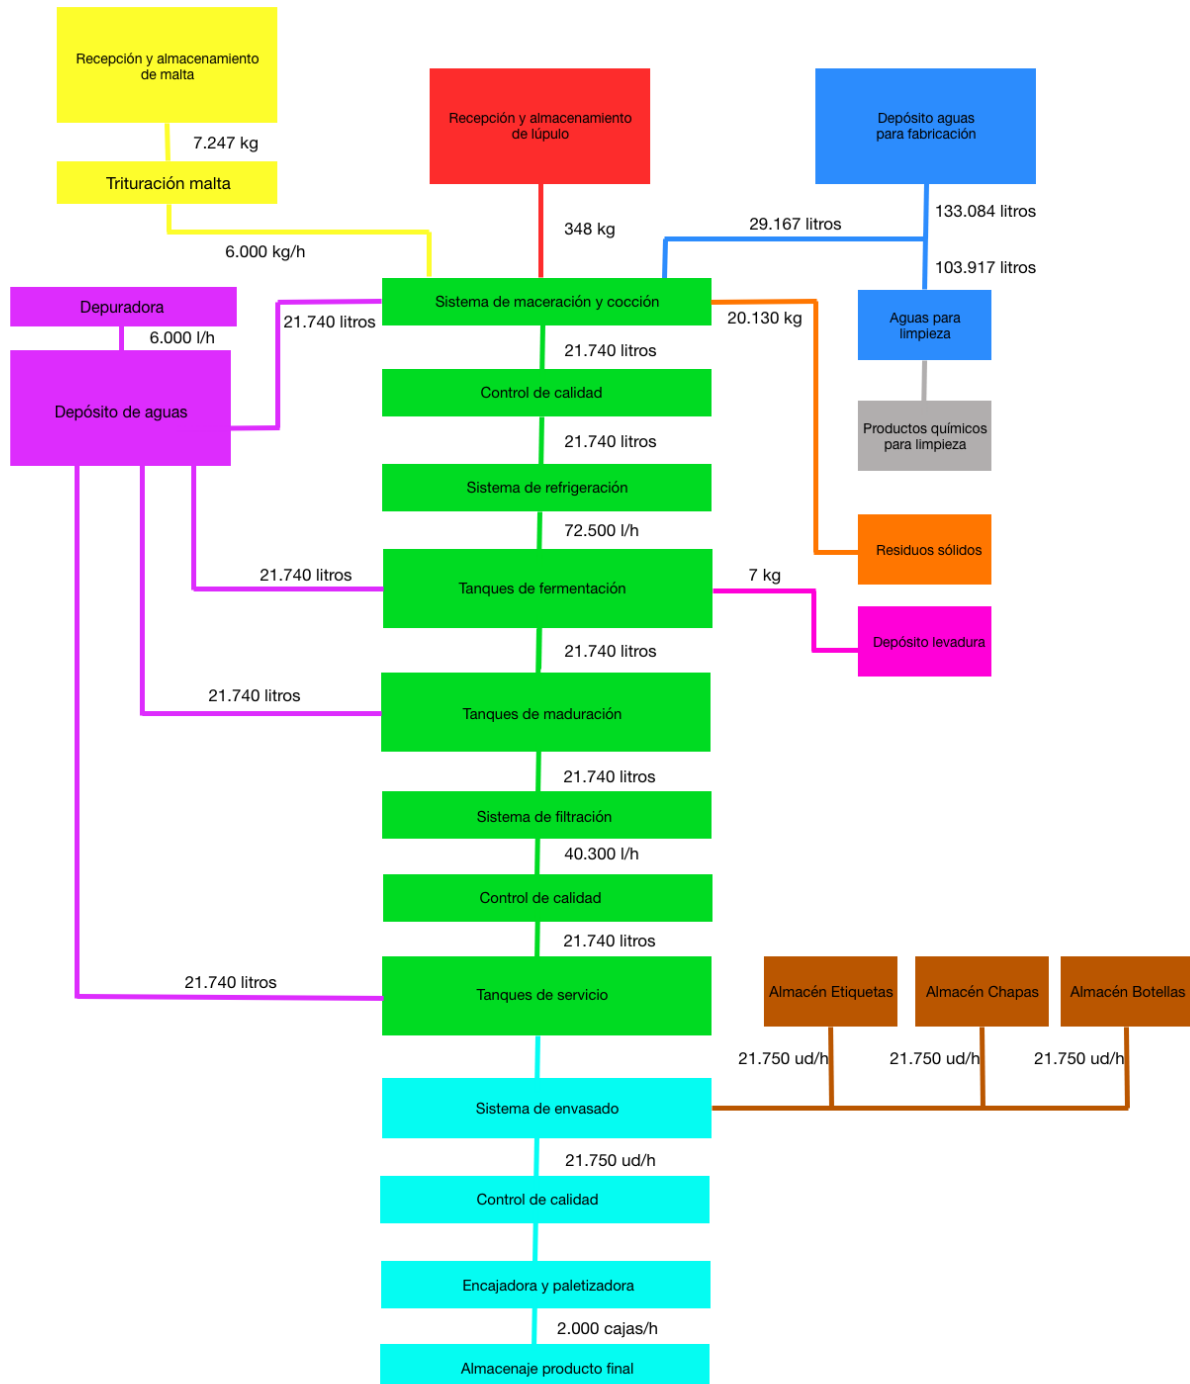 Recepción y almacenamiento
de malta
7.247 kg
Trituración malta
6.000 kg/h
Recepción y almacenamiento
de lúpulo
348 kg
Depósito aguas
para fabricación
133.084 litros
29.167 litros
103.917 litros
Aguas para
limpieza
Productos químicos
para limpieza
Depuradora
6.000 l/h
Depósito de aguas
21.740 litros
Sistema de maceración y cocción
20.130 kg
21.740 litros
Control de calidad
21.740 litros
Sistema de refrigeración
72.500 l/h
Residuos sólidos
21.740 litros
Tanques de fermentación
7 kg
Depósito levadura
21.740 litros
21.740 litros
Tanques de maduración
21.740 litros
Sistema de filtración
40.300 l/h
Control de calidad
21.740 litros
21.740 litros
Tanques de servicio
Almacén Etiquetas
Almacén Chapas
Almacén Botellas
21.750 ud/h
21.750 ud/h
21.750 ud/h
Sistema de envasado
21.750 ud/h
Control de calidad
Encajadora y paletizadora
2.000 cajas/h
Almacenaje producto final